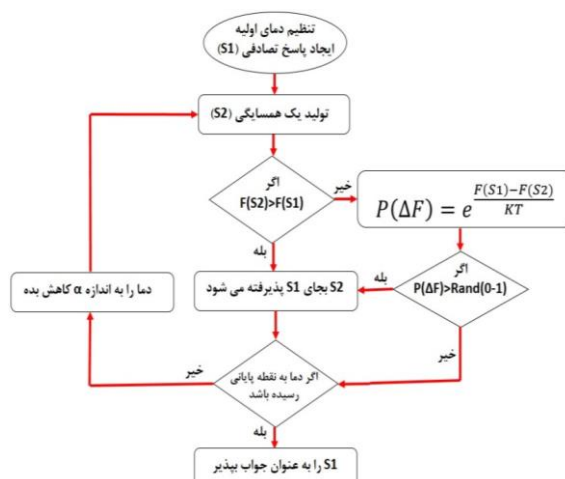 تنظیم دمای اولیه
ایجاد پاسخ تصادفی (S1)
تولید یک همسایگی (S2)
اگر
F(S2)>F(S1)
خیر
P(ΔF) = e^{\frac{F(S1)-F(S2)}{KT}}
بله
اگر
P(ΔF)>Rand(0-1)
بله
S2 بجای S1 پذیرفته می شود
دما را به اندازه α کاهش بده
خیر
خیر
اگر دما به نقطه پایانی
رسیده باشد
بله
S1 را به عنوان جواب بپذیر